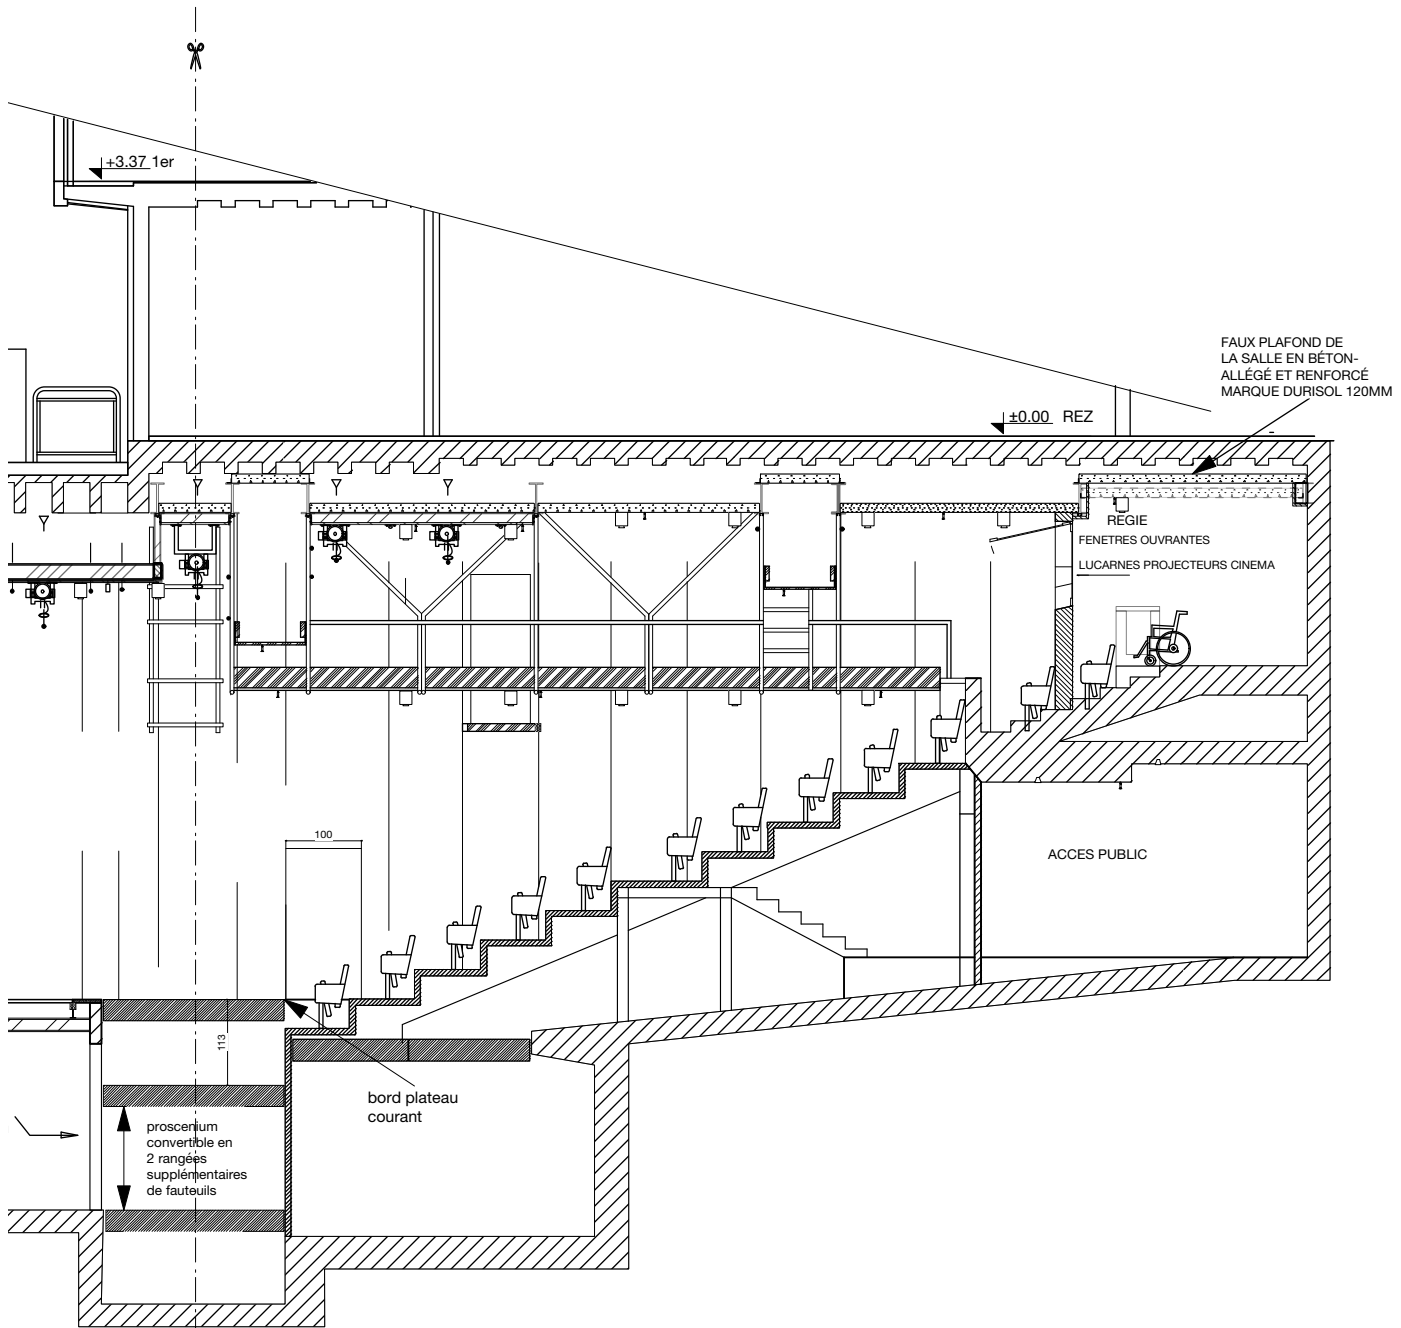 +3.37 1er
FAUX PLAFOND DE
LA SALLE EN BÉTON-
ALLÉGÉ ET RENFORCÉ
MARQUE DURISOL 120MM
±0.00 REZ
REGIE
FENETRES OUVRANTES
LUCARNES PROJECTEURS CINEMA
100
ACCES PUBLIC
113
bord plateau
courant
proscenium
convertible en
2 rangées
supplémentaires
de fauteuils